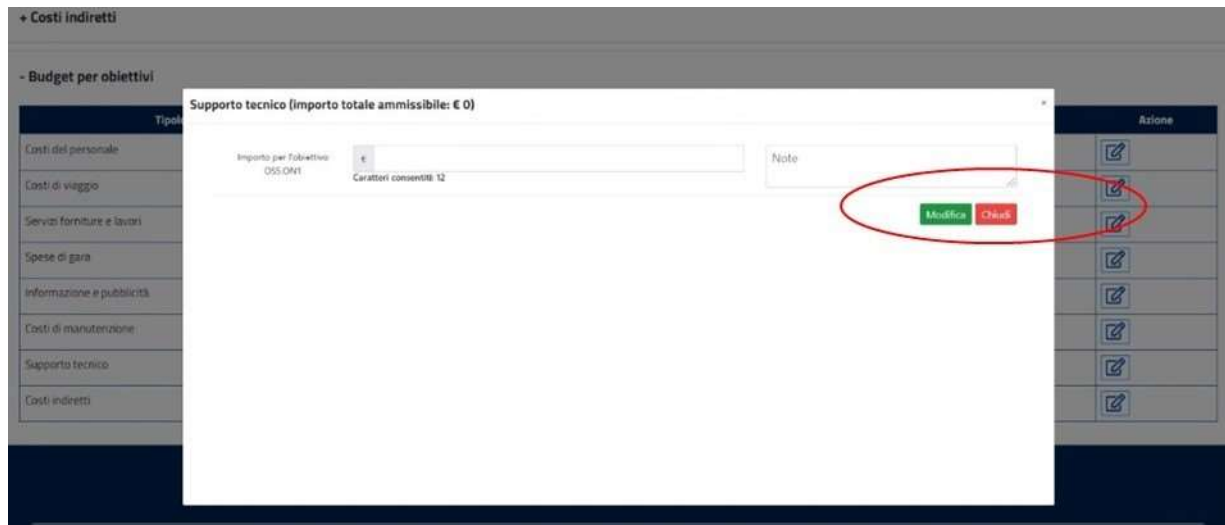 + Costi indiretti
- Budget per obiettivi
Supporto tecnico (importo totale ammissibile: € 0)
×
Tipolo
Azione
Costi del personale
Importo per l'obiettivo
OS5.ON1
€
Note
Caratteri consentiti: 12
Costi di viaggio
Servizi forniture e lavori
Modifica Chiudi
Spese di gara
Informazione e pubblicità
Costi di manutenzione
Supporto tecnico
Costi indiretti